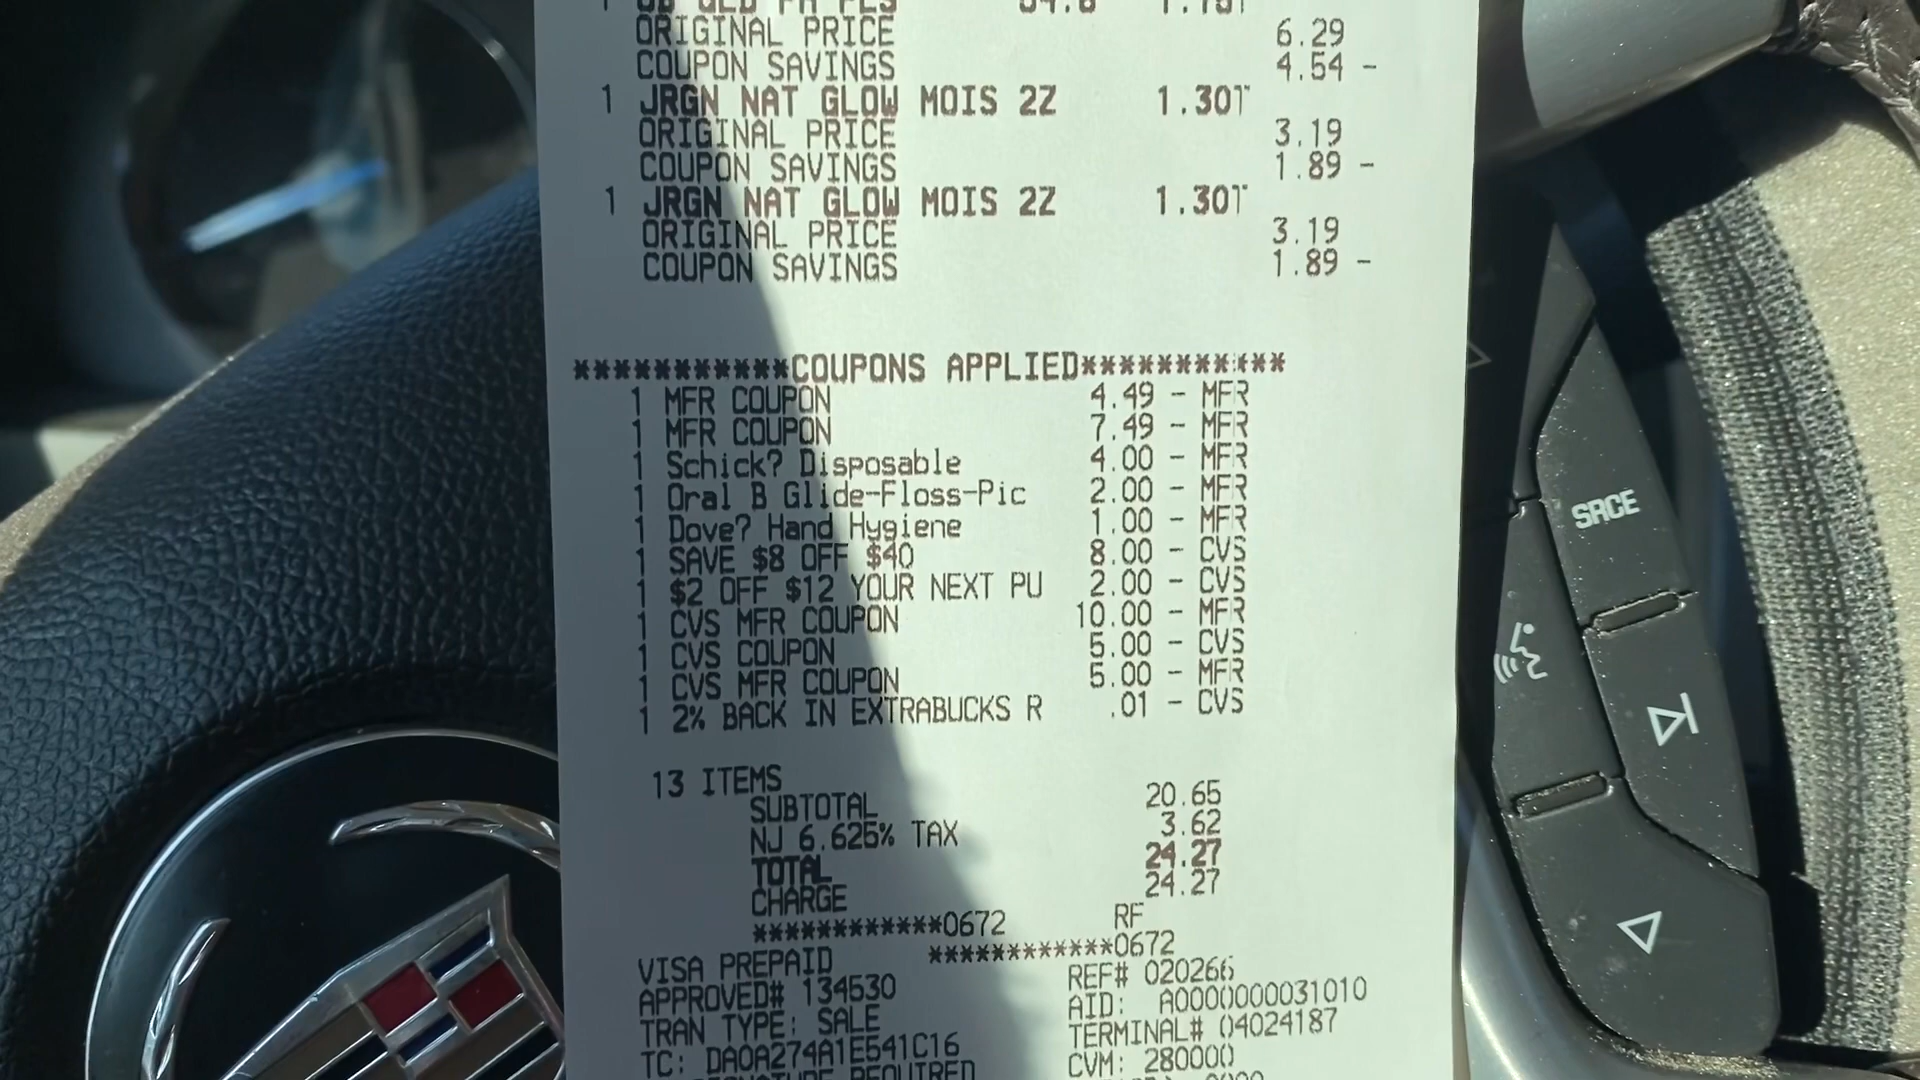 1.75T
ORIGINAL PRICE 6.29
COUPON SAVINGS 4.54 -
1 JRGN NAT GLOW MOIS 2Z 1.30T
ORIGINAL PRICE 3.19
COUPON SAVINGS 1.89 -
1 JRGN NAT GLOW MOIS 2Z 1.30T
ORIGINAL PRICE 3.19
COUPON SAVINGS 1.89 -
***********COUPONS APPLIED***********
1 MFR COUPON 4.49 - MFR
1 MFR COUPON 7.49 - MFR
1 Schick? Disposable 4.00 - MFR
1 Oral B Glide-Floss-Pic 2.00 - MFR
1 Dove? Hand Hygiene 1.00 - MFR
1 SAVE $8 OFF $40 8.00 - CVS
1 $2 OFF $12 YOUR NEXT PU 2.00 - CVS
1 CVS MFR COUPON 10.00 - MFR
1 CVS COUPON 5.00 - CVS
1 CVS MFR COUPON 5.00 - MFR
1 2% BACK IN EXTRABUCKS R .01 - CVS
13 ITEMS
SUBTOTAL 20.65
NJ 6.625% TAX 3.62
TOTAL 24.27
CHARGE 24.27
***********0672 RF
VISA PREPAID ************0672
APPROVED# 134530 REF# 020266
TRAN TYPE: SALE AID: A0000000031010
TC: DA0A274A1E541C16 TERMINAL# 04024187
SIGNATURE REQUIRED CVM: 280000
SRCE